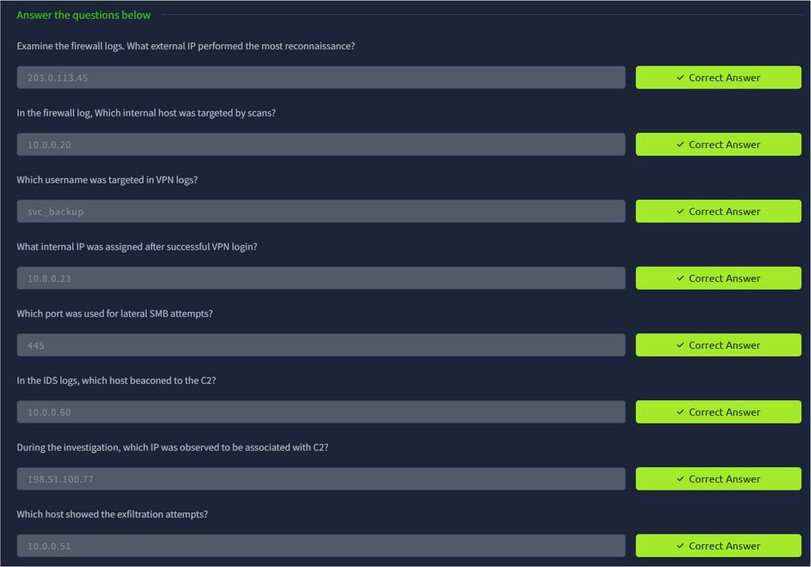 Answer the questions below
Examine the firewall logs. What external IP performed the most reconnaissance?
203.0.113.45
✓ Correct Answer
In the firewall log, Which internal host was targeted by scans?
10.0.0.20
✓ Correct Answer
Which username was targeted in VPN logs?
svc_backup
✓ Correct Answer
What internal IP was assigned after successful VPN login?
10.8.0.23
✓ Correct Answer
Which port was used for lateral SMB attempts?
445
✓ Correct Answer
In the IDS logs, which host beaconed to the C2?
10.0.0.60
✓ Correct Answer
During the investigation, which IP was observed to be associated with C2?
198.51.100.77
✓ Correct Answer
Which host showed the exfiltration attempts?
10.0.0.51
✓ Correct Answer